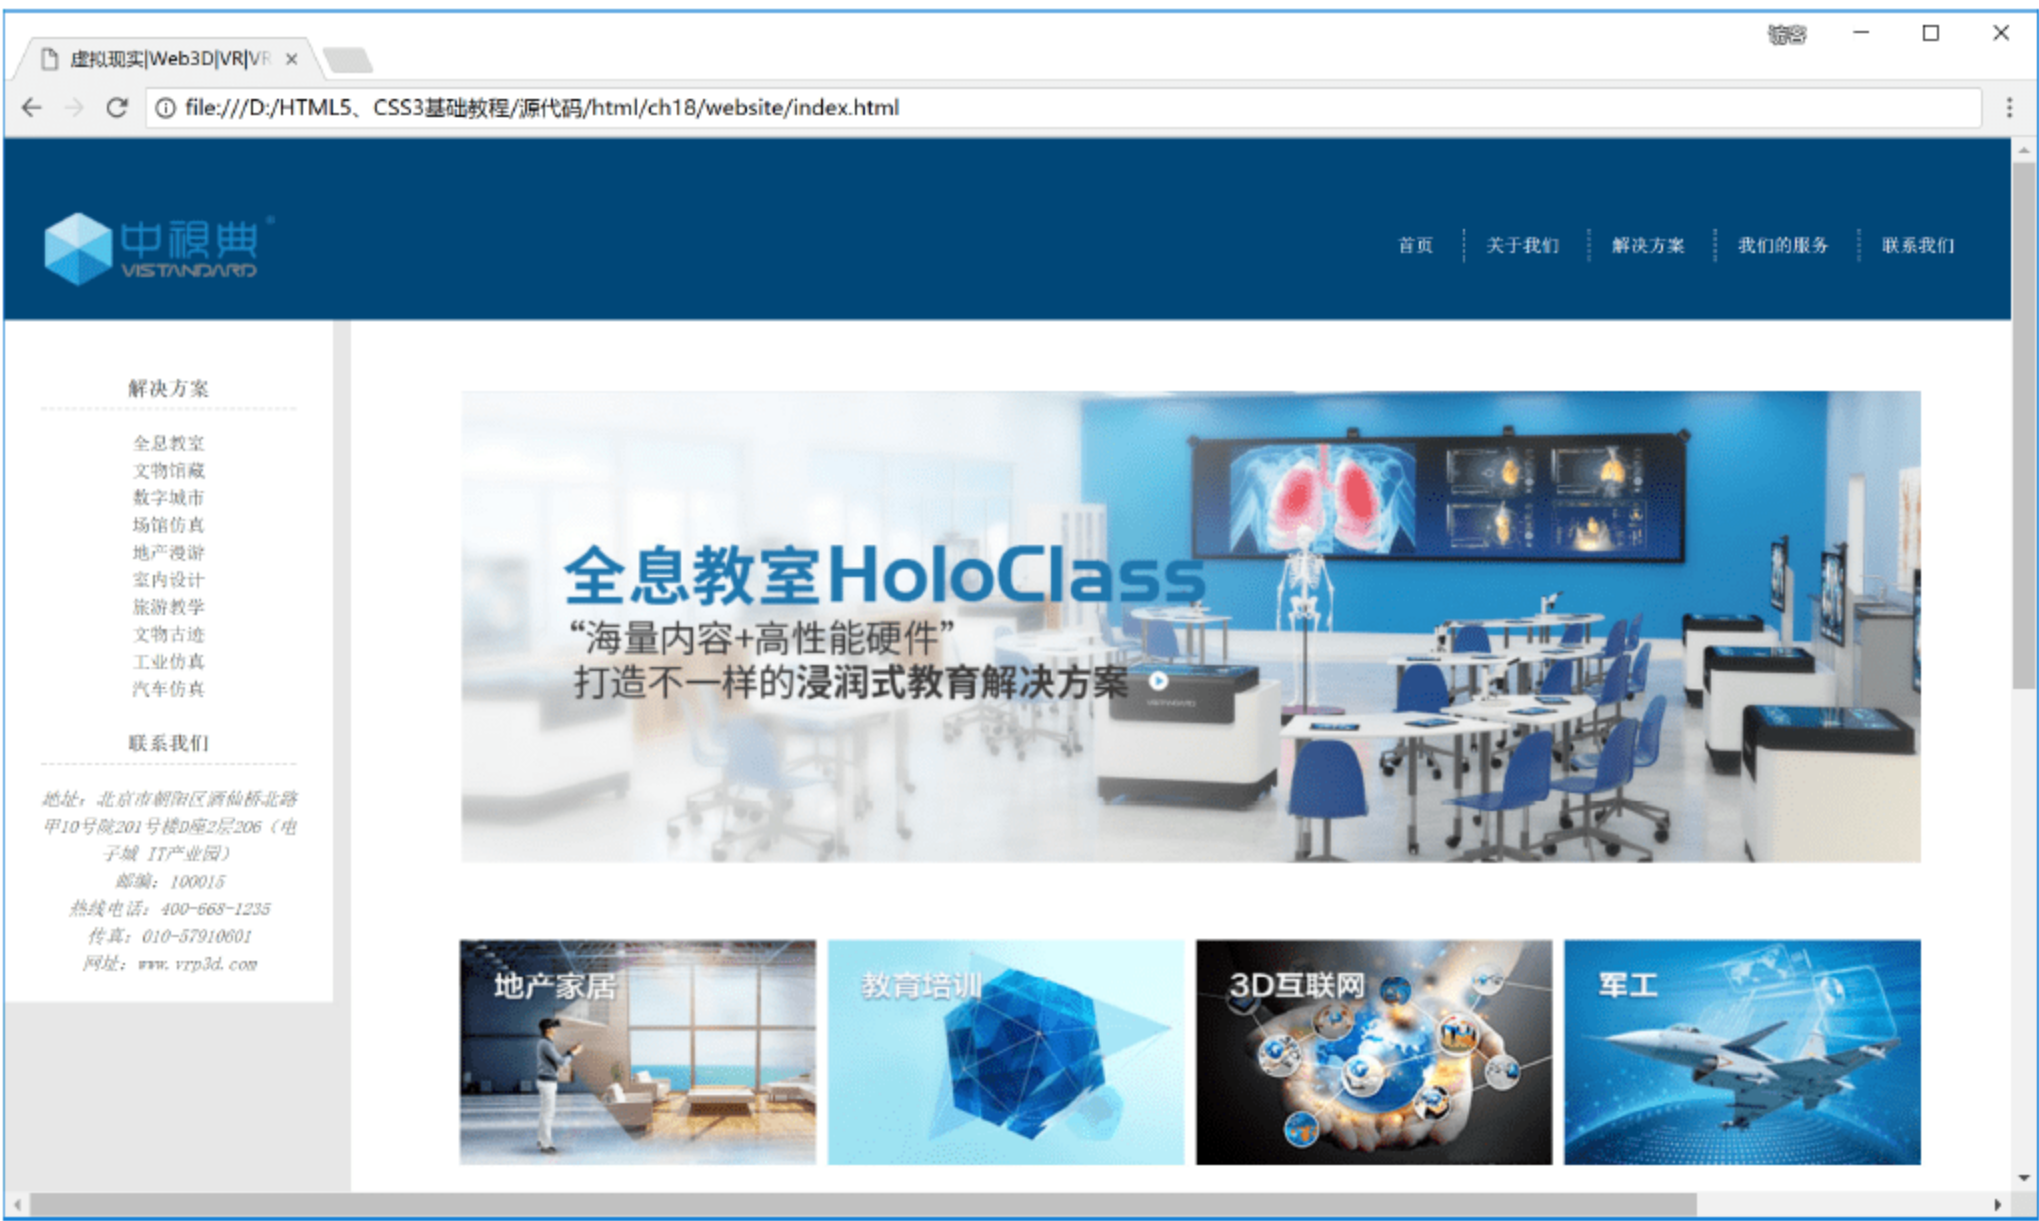 访客
虚拟现实|Web3D|VR|VR
file:///D:/HTML5、CSS3基础教程/源代码/html/ch18/website/index.html
中視典
VISTANDARD
首页 关于我们 解决方案 我们的服务 联系我们
解决方案
全息教室
文物馆藏
数字城市
场馆仿真
地产漫游
室内设计
旅游教学
文物古迹
工业仿真
汽车仿真
联系我们
地址：北京市朝阳区酒仙桥北路
甲10号院201号楼D座2层206（电
子城 IT产业园）
邮编：100015
热线电话：400-668-1235
传真：010-57910601
网址：www.vrp3d.com
全息教室HoloClass
“海量内容+高性能硬件”
打造不一样的浸润式教育解决方案
VISTANDARD
地产家居
教育培训
3D互联网
军工